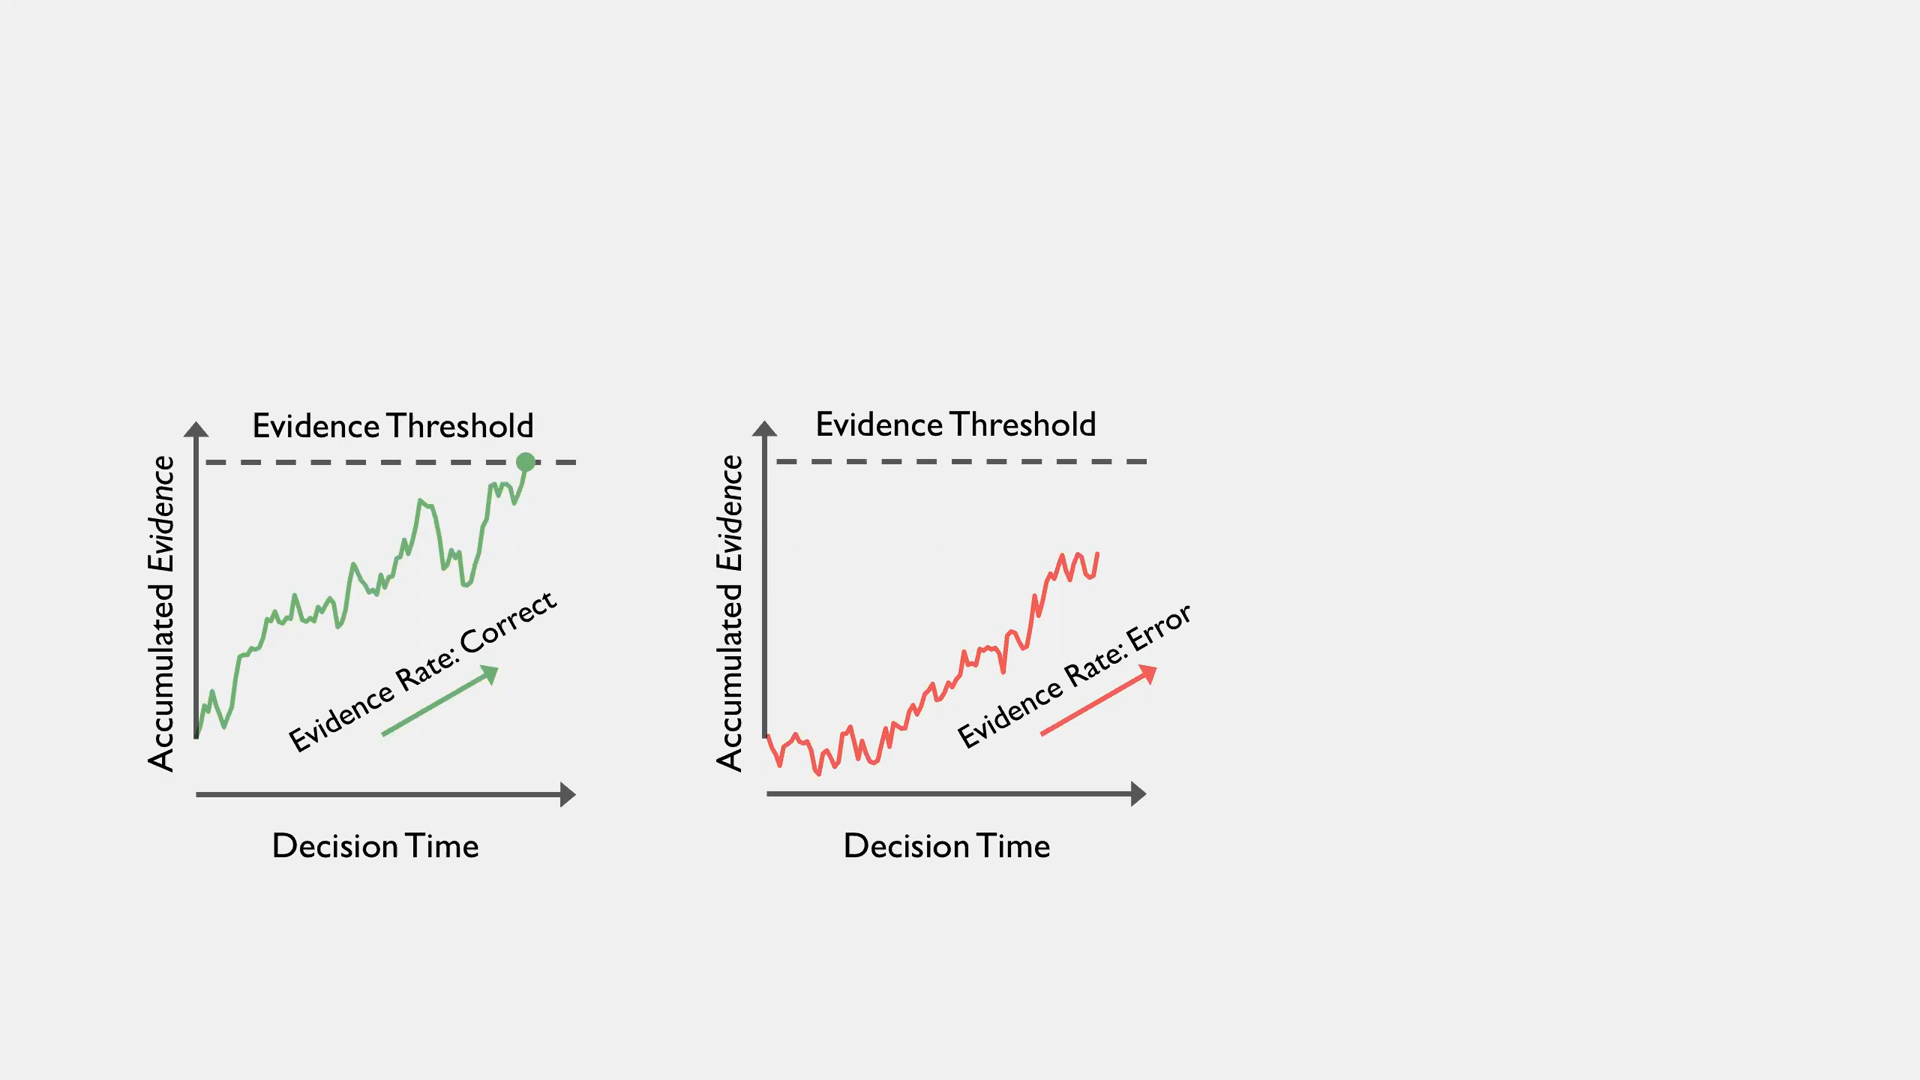 Evidence Threshold
Accumulated Evidence
Evidence Rate: Correct
Decision Time
Evidence Threshold
Accumulated Evidence
Evidence Rate: Error
Decision Time